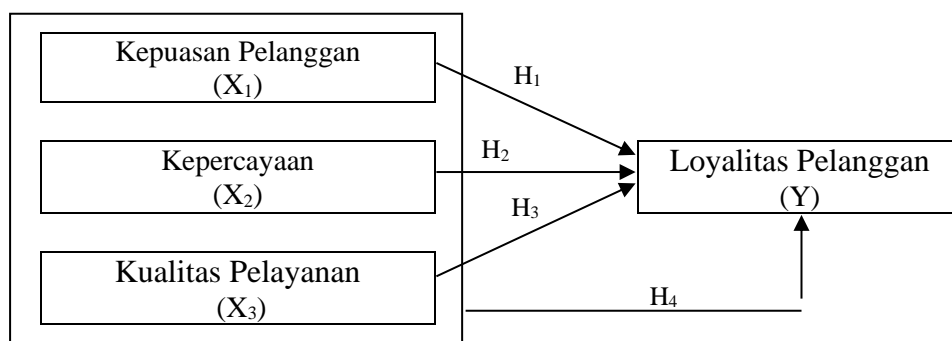 Kepuasan Pelanggan
(X₁)
H₁
Kepercayaan
(X₂)
H₂
Loyalitas Pelanggan
(Y)
H₃
Kualitas Pelayanan
(X₃)
H₄